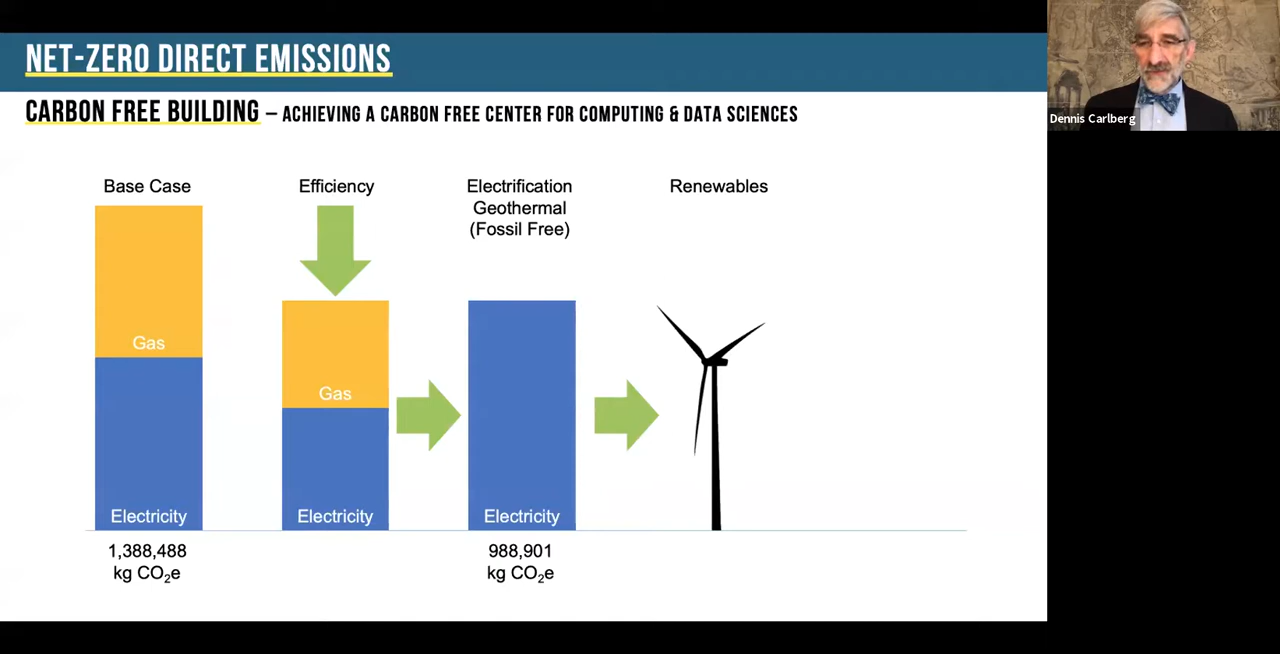 NET-ZERO DIRECT EMISSIONS
CARBON FREE BUILDING – ACHIEVING A CARBON FREE CENTER FOR COMPUTING & DATA SCIENCES
Dennis Carlberg
Base Case
Efficiency
Electrification
Geothermal
(Fossil Free)
Renewables
Gas
Gas
Electricity
Electricity
Electricity
1,388,488
kg CO₂e
988,901
kg CO₂e